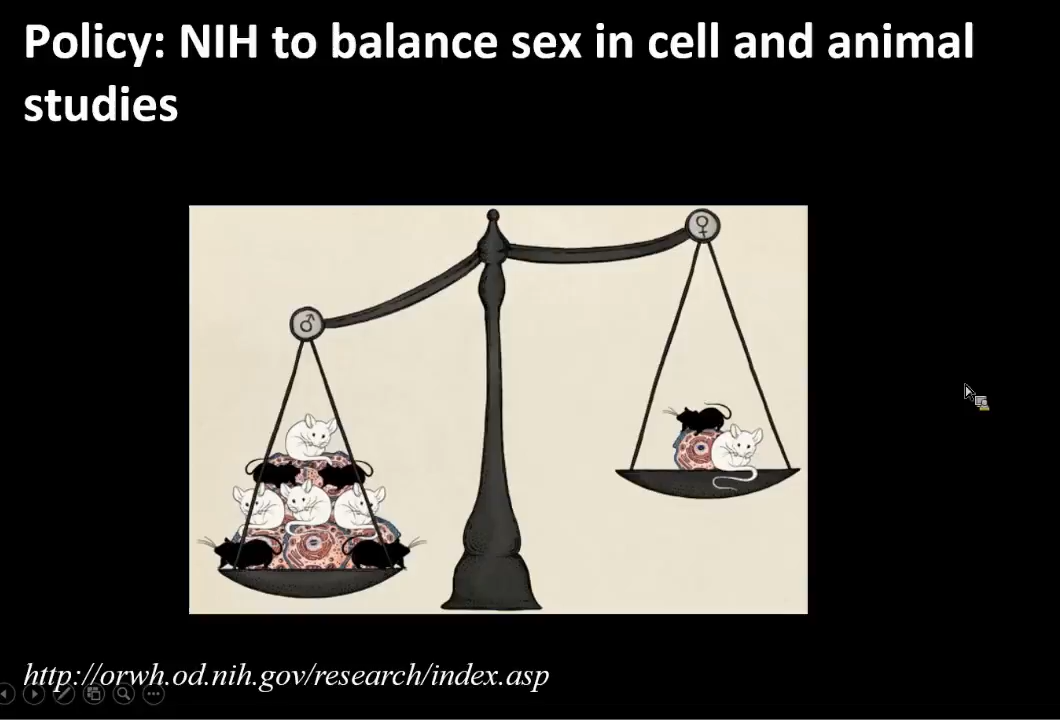 Policy: NIH to balance sex in cell and animal
studies
♂
♀
http://orwh.od.nih.gov/research/index.asp